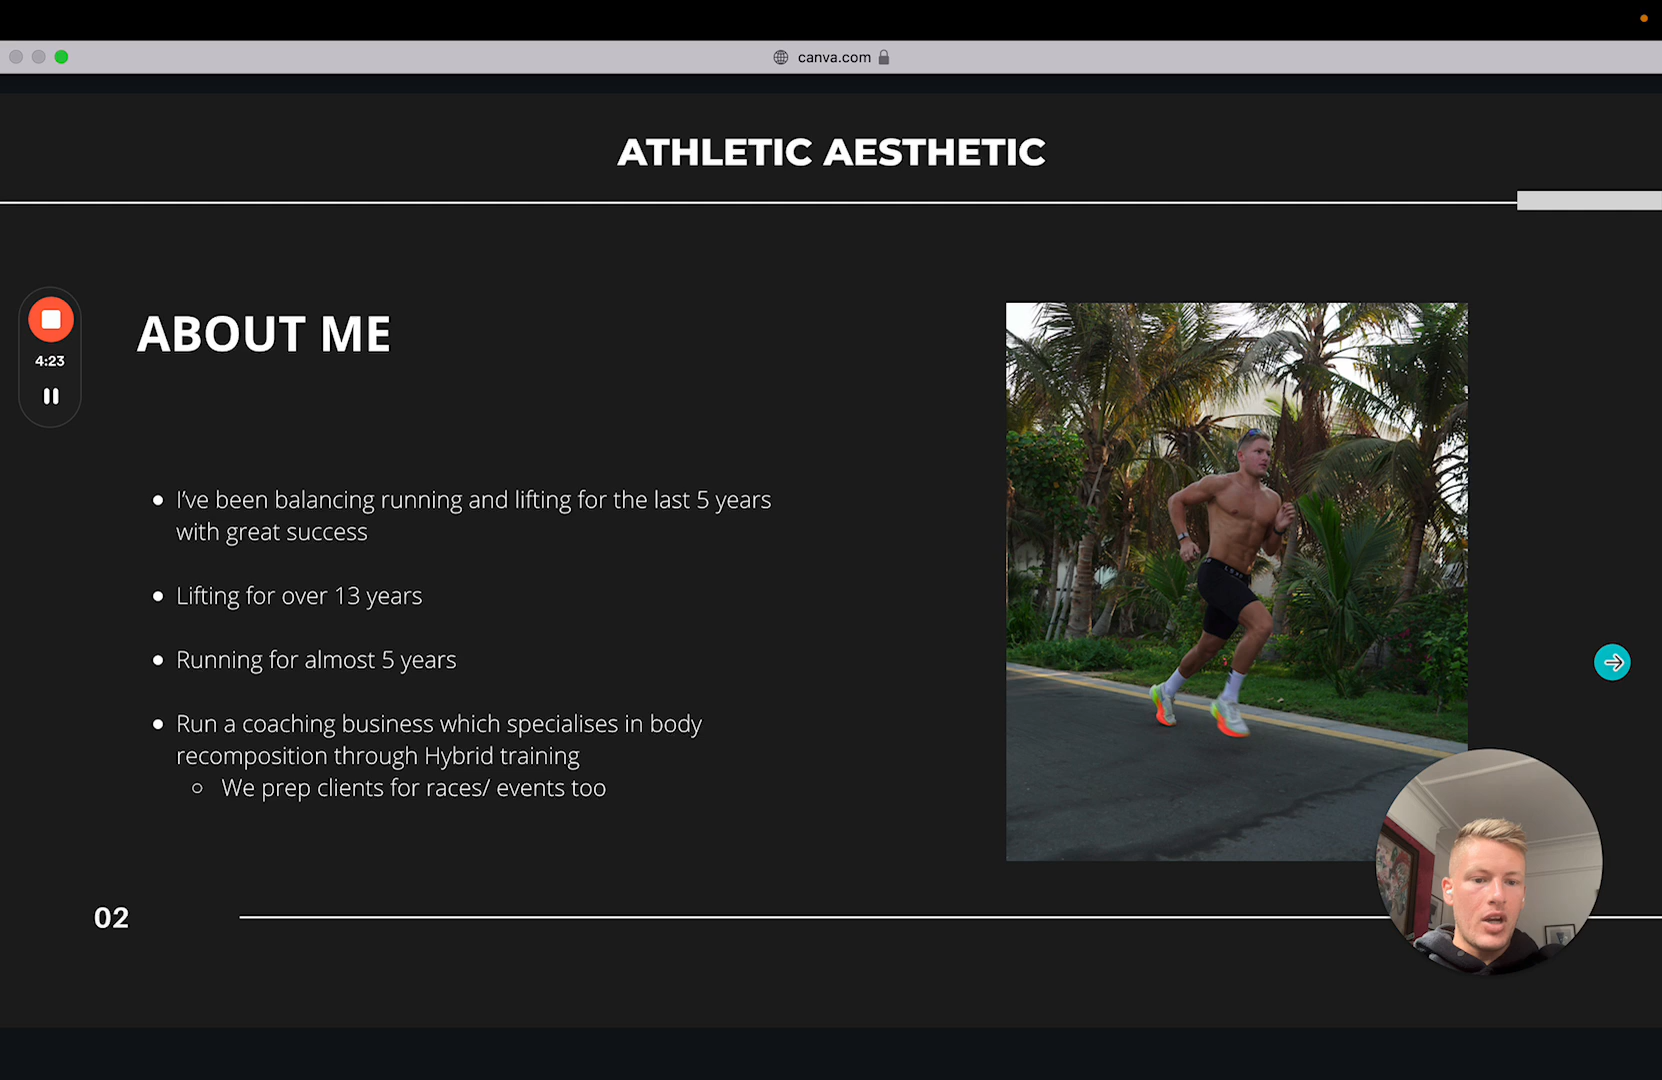 canva.com
ATHLETIC AESTHETIC
4:23
ABOUT ME
• I've been balancing running and lifting for the last 5 years
with great success
• Lifting for over 13 years
• Running for almost 5 years
• Run a coaching business which specialises in body
recomposition through Hybrid training
○ We prep clients for races/ events too
02